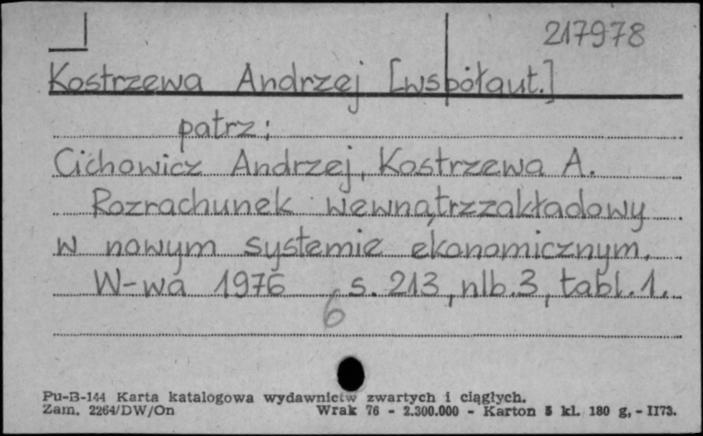 217978
Kostrzewa Andrzej [współaut.]
patrz:
Cichowicz Andrzej, Kostrzewa A.
Rozrachunek wewnątrzzakładowy
w nowym systemie ekonomicznym.
W-wa 1976 s. 213, nlb. 3, tabl. 1.
6
Pu-B-144 Karta katalogowa wydawnictw zwartych i ciągłych.
Zam. 2264/DW/On Wrak 76 - 2.300.000 - Karton 5 kl. 180 g. - II73.